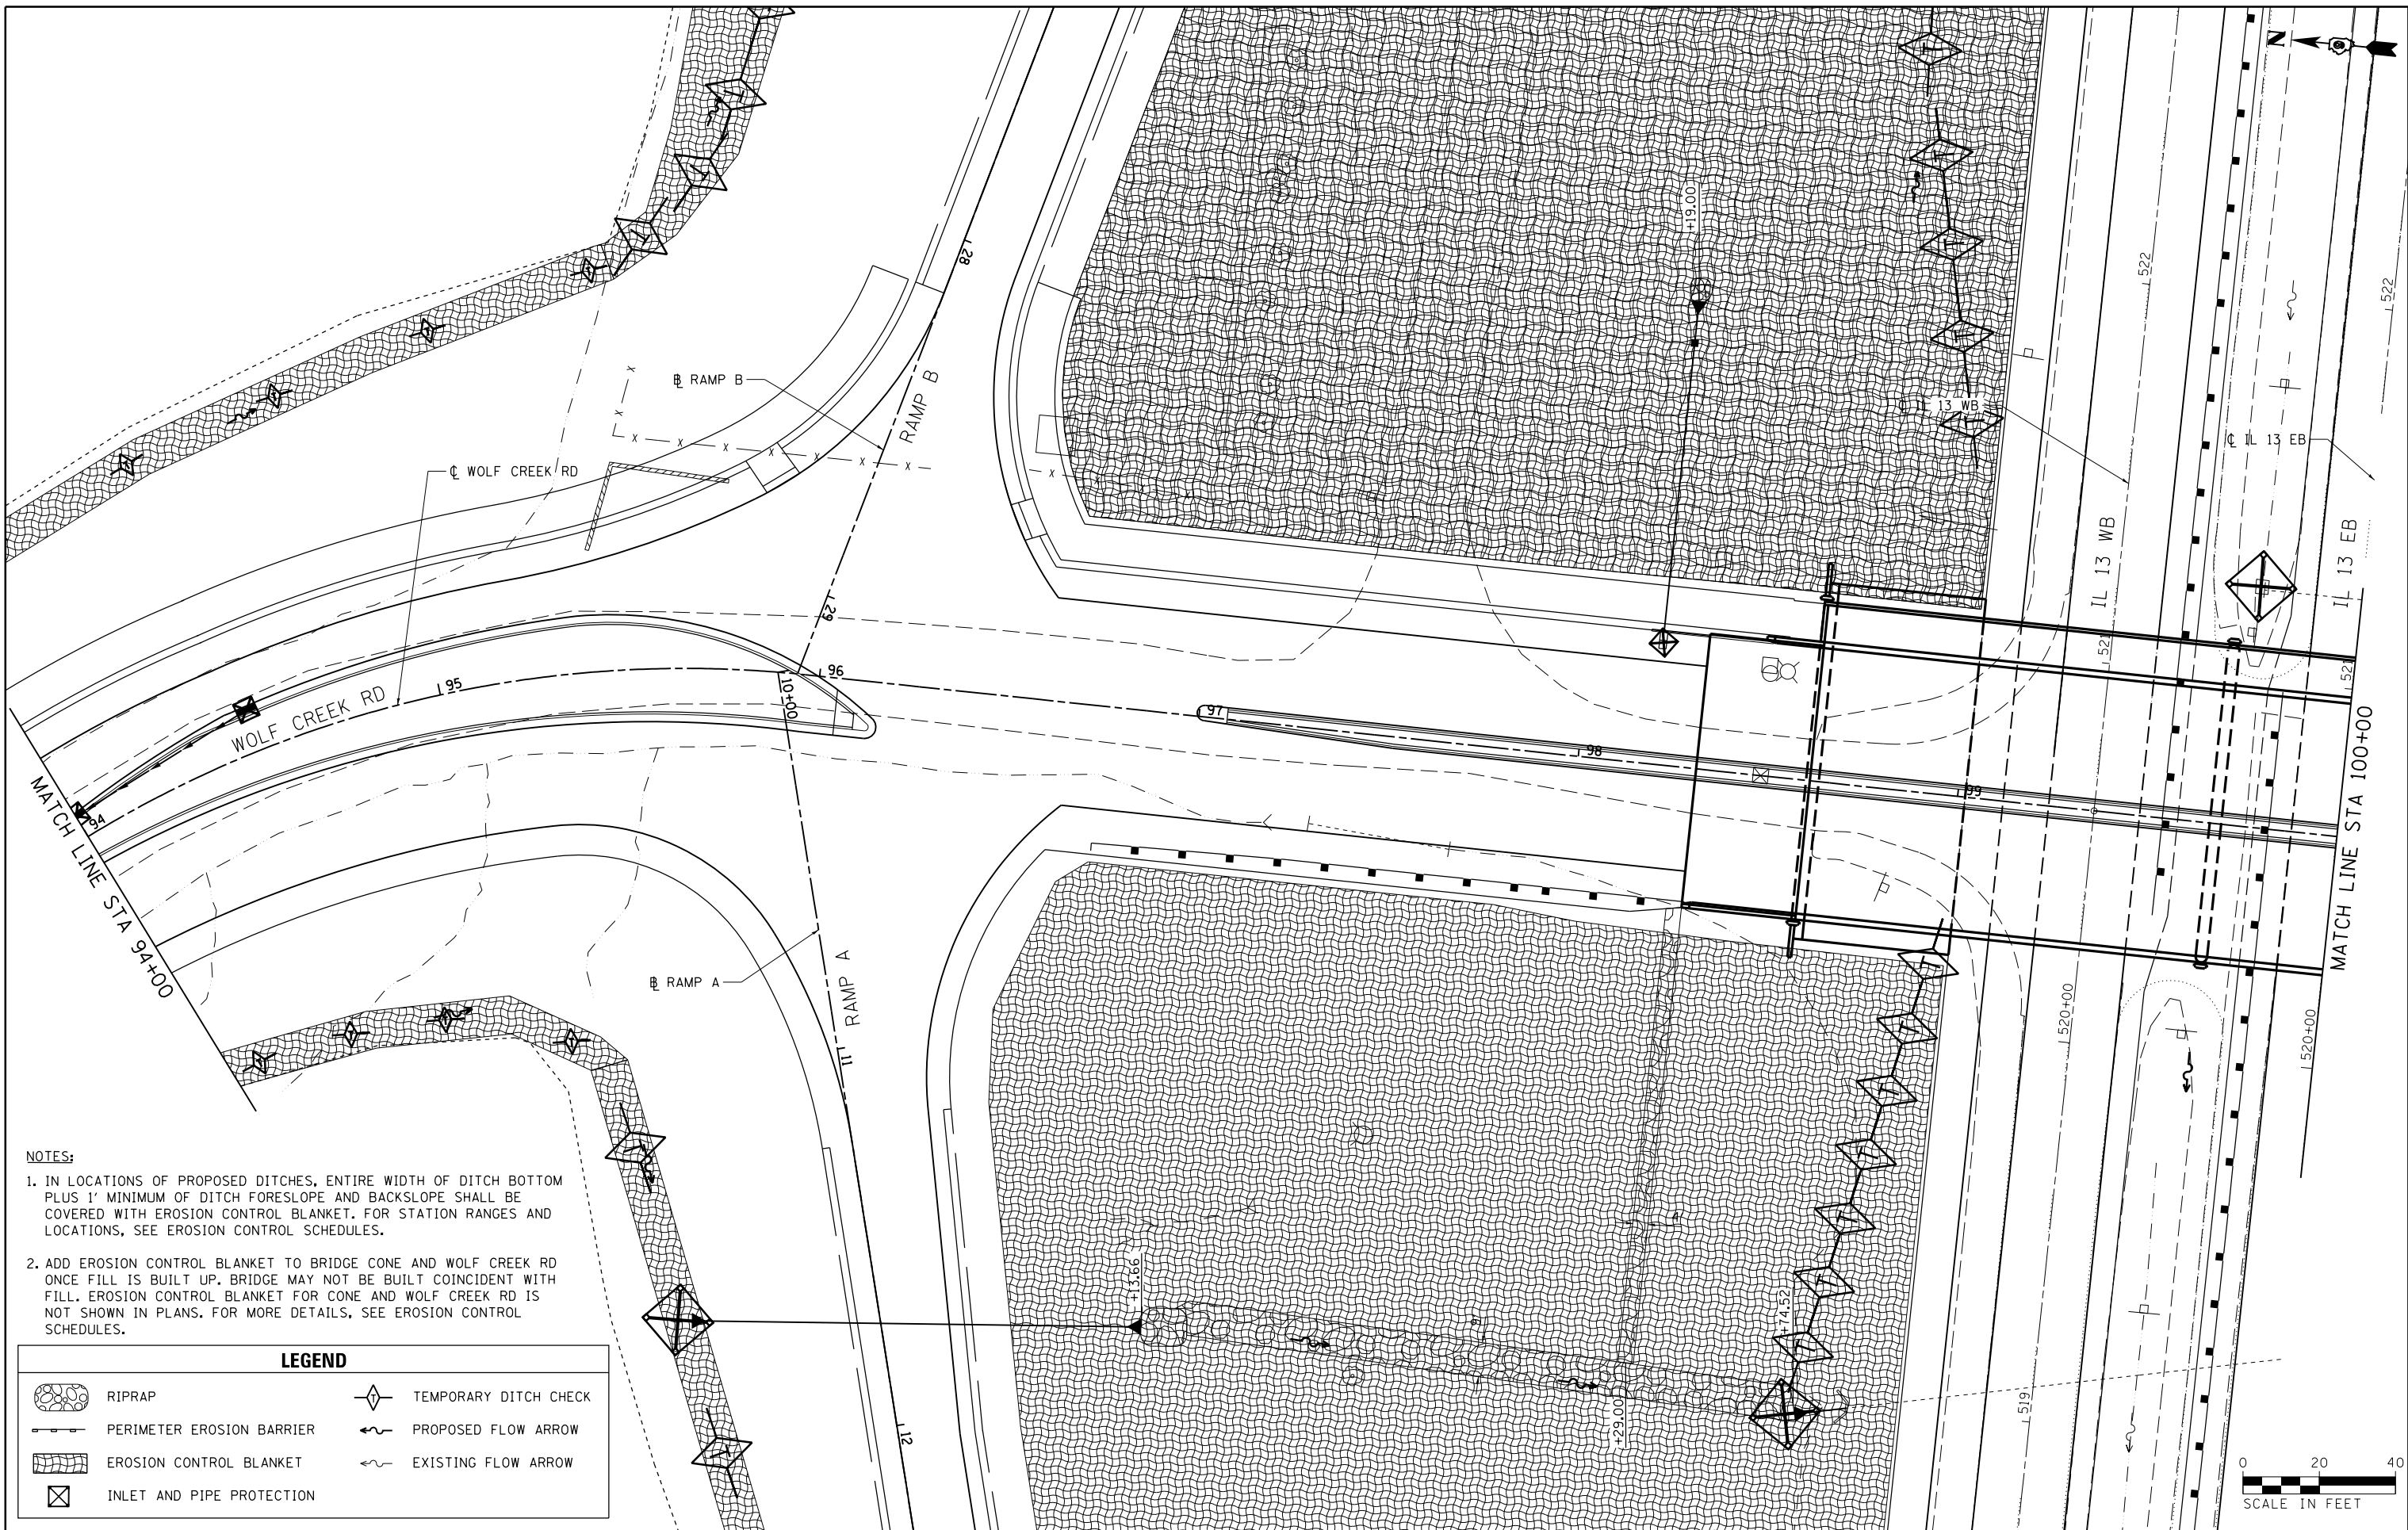 N
28
+19.00
522
522
℄ IL 13 WB
℄ IL 13 EB
B̲L RAMP B
RAMP B
℄ WOLF CREEK RD
29
IL 13 WB
IL 13 EB
521
521
WOLF CREEK RD
94
95
96
10+00
97
98
99
MATCH LINE STA 94+00
MATCH LINE STA 100+00
B̲L RAMP A
RAMP A
11
12
520+00
520+00
519
+13.66
+74.52
+29.00
NOTES:
1. IN LOCATIONS OF PROPOSED DITCHES, ENTIRE WIDTH OF DITCH BOTTOM
PLUS 1' MINIMUM OF DITCH FORESLOPE AND BACKSLOPE SHALL BE
COVERED WITH EROSION CONTROL BLANKET. FOR STATION RANGES AND
LOCATIONS, SEE EROSION CONTROL SCHEDULES.
2. ADD EROSION CONTROL BLANKET TO BRIDGE CONE AND WOLF CREEK RD
ONCE FILL IS BUILT UP. BRIDGE MAY NOT BE BUILT COINCIDENT WITH
FILL. EROSION CONTROL BLANKET FOR CONE AND WOLF CREEK RD IS
NOT SHOWN IN PLANS. FOR MORE DETAILS, SEE EROSION CONTROL
SCHEDULES.
LEGEND
RIPRAP
PERIMETER EROSION BARRIER
EROSION CONTROL BLANKET
INLET AND PIPE PROTECTION
T TEMPORARY DITCH CHECK
PROPOSED FLOW ARROW
EXISTING FLOW ARROW
0 20 40
SCALE IN FEET